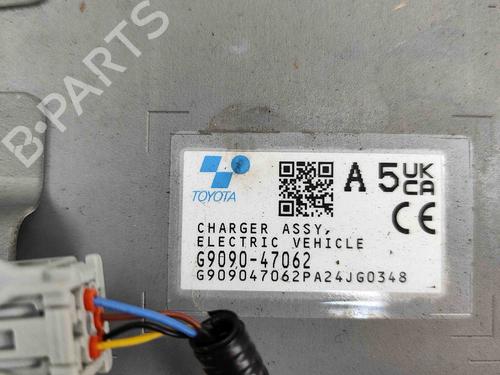 B-PARTS
TOYOTA
A 5 UK CA
CE
CHARGER ASSY,
ELECTRIC VEHICLE
G9090-47062
G909047062PA24JG0348